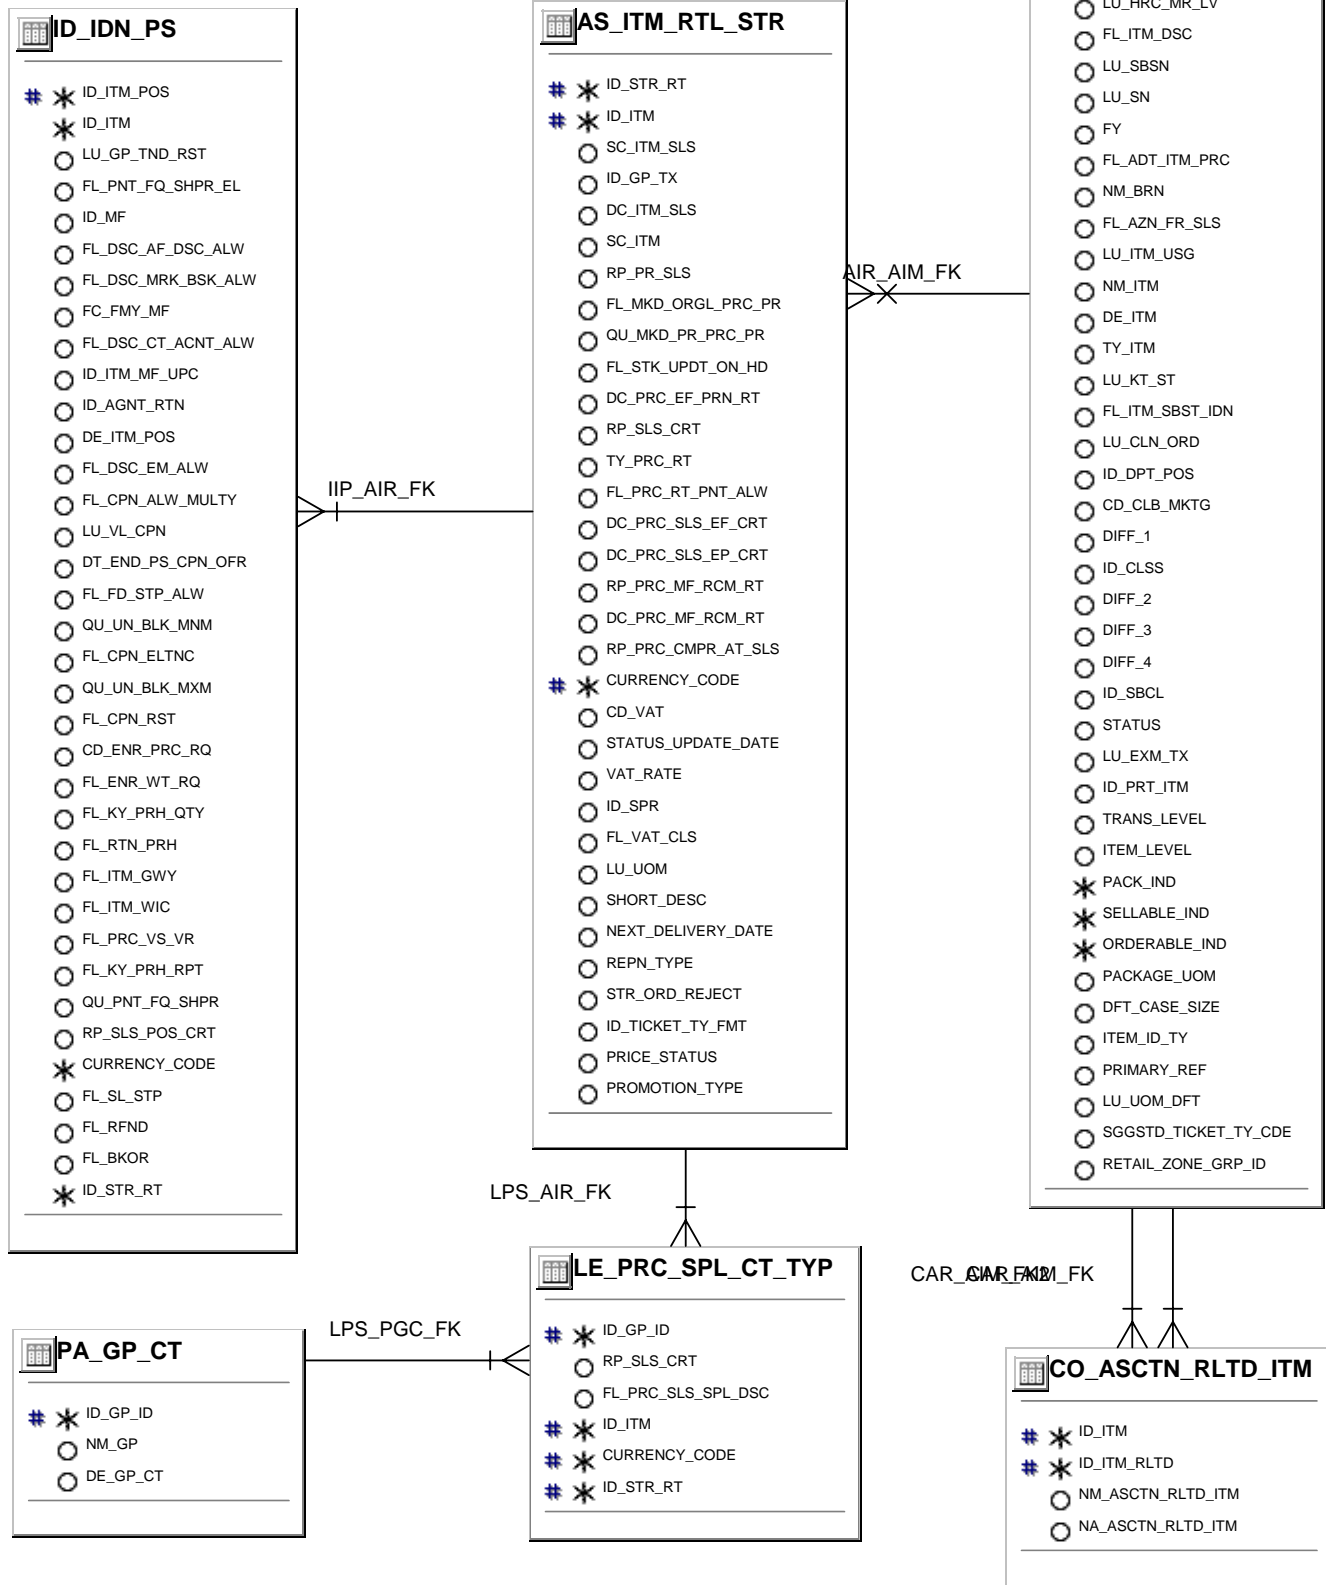 ID_IDN_PS
# * ID_ITM_POS
* ID_ITM
LU_GP_TND_RST
FL_PNT_FQ_SHPR_EL
ID_MF
FL_DSC_AF_DSC_ALW
FL_DSC_MRK_BSK_ALW
FC_FMY_MF
FL_DSC_CT_ACNT_ALW
ID_ITM_MF_UPC
ID_AGNT_RTN
DE_ITM_POS
FL_DSC_EM_ALW
FL_CPN_ALW_MULTY
LU_VL_CPN
DT_END_PS_CPN_OFR
FL_FD_STP_ALW
QU_UN_BLK_MNM
FL_CPN_ELTNC
QU_UN_BLK_MXM
FL_CPN_RST
CD_ENR_PRC_RQ
FL_ENR_WT_RQ
FL_KY_PRH_QTY
FL_RTN_PRH
FL_ITM_GWY
FL_ITM_WIC
FL_PRC_VS_VR
FL_KY_PRH_RPT
QU_PNT_FQ_SHPR
RP_SLS_POS_CRT
* CURRENCY_CODE
FL_SL_STP
FL_RFND
FL_BKOR
* ID_STR_RT
IIP_AIR_FK
AS_ITM_RTL_STR
# * ID_STR_RT
# * ID_ITM
SC_ITM_SLS
ID_GP_TX
DC_ITM_SLS
SC_ITM
RP_PR_SLS
FL_MKD_ORGL_PRC_PR
QU_MKD_PR_PRC_PR
FL_STK_UPDT_ON_HD
DC_PRC_EF_PRN_RT
RP_SLS_CRT
TY_PRC_RT
FL_PRC_RT_PNT_ALW
DC_PRC_SLS_EF_CRT
DC_PRC_SLS_EP_CRT
RP_PRC_MF_RCM_RT
DC_PRC_MF_RCM_RT
RP_PRC_CMPR_AT_SLS
# * CURRENCY_CODE
CD_VAT
STATUS_UPDATE_DATE
VAT_RATE
ID_SPR
FL_VAT_CLS
LU_UOM
SHORT_DESC
NEXT_DELIVERY_DATE
REPN_TYPE
STR_ORD_REJECT
ID_TICKET_TY_FMT
PRICE_STATUS
PROMOTION_TYPE
AIR_AIM_FK
LU_HRC_MR_LV
FL_ITM_DSC
LU_SBSN
LU_SN
FY
FL_ADT_ITM_PRC
NM_BRN
FL_AZN_FR_SLS
LU_ITM_USG
NM_ITM
DE_ITM
TY_ITM
LU_KT_ST
FL_ITM_SBST_IDN
LU_CLN_ORD
ID_DPT_POS
CD_CLB_MKTG
DIFF_1
ID_CLSS
DIFF_2
DIFF_3
DIFF_4
ID_SBCL
STATUS
LU_EXM_TX
ID_PRT_ITM
TRANS_LEVEL
ITEM_LEVEL
* PACK_IND
* SELLABLE_IND
* ORDERABLE_IND
PACKAGE_UOM
DFT_CASE_SIZE
ITEM_ID_TY
PRIMARY_REF
LU_UOM_DFT
SGGSTD_TICKET_TY_CDE
RETAIL_ZONE_GRP_ID
LPS_AIR_FK
CAR_AIM_FK2
CAR_AIM_FK
LPS_PGC_FK
PA_GP_CT
# * ID_GP_ID
NM_GP
DE_GP_CT
LE_PRC_SPL_CT_TYP
# * ID_GP_ID
RP_SLS_CRT
FL_PRC_SLS_SPL_DSC
# * ID_ITM
# * CURRENCY_CODE
# * ID_STR_RT
CO_ASCTN_RLTD_ITM
# * ID_ITM
# * ID_ITM_RLTD
NM_ASCTN_RLTD_ITM
NA_ASCTN_RLTD_ITM